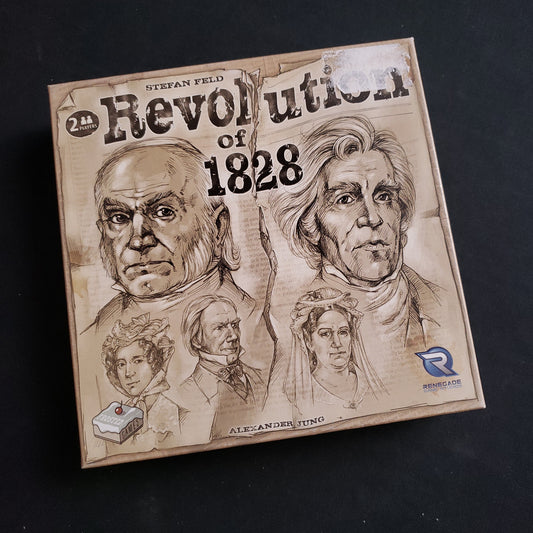 STEFAN FELD
2 PLAYERS
Revolution
of
1828
RENEGADE
ALEXANDER JUNG